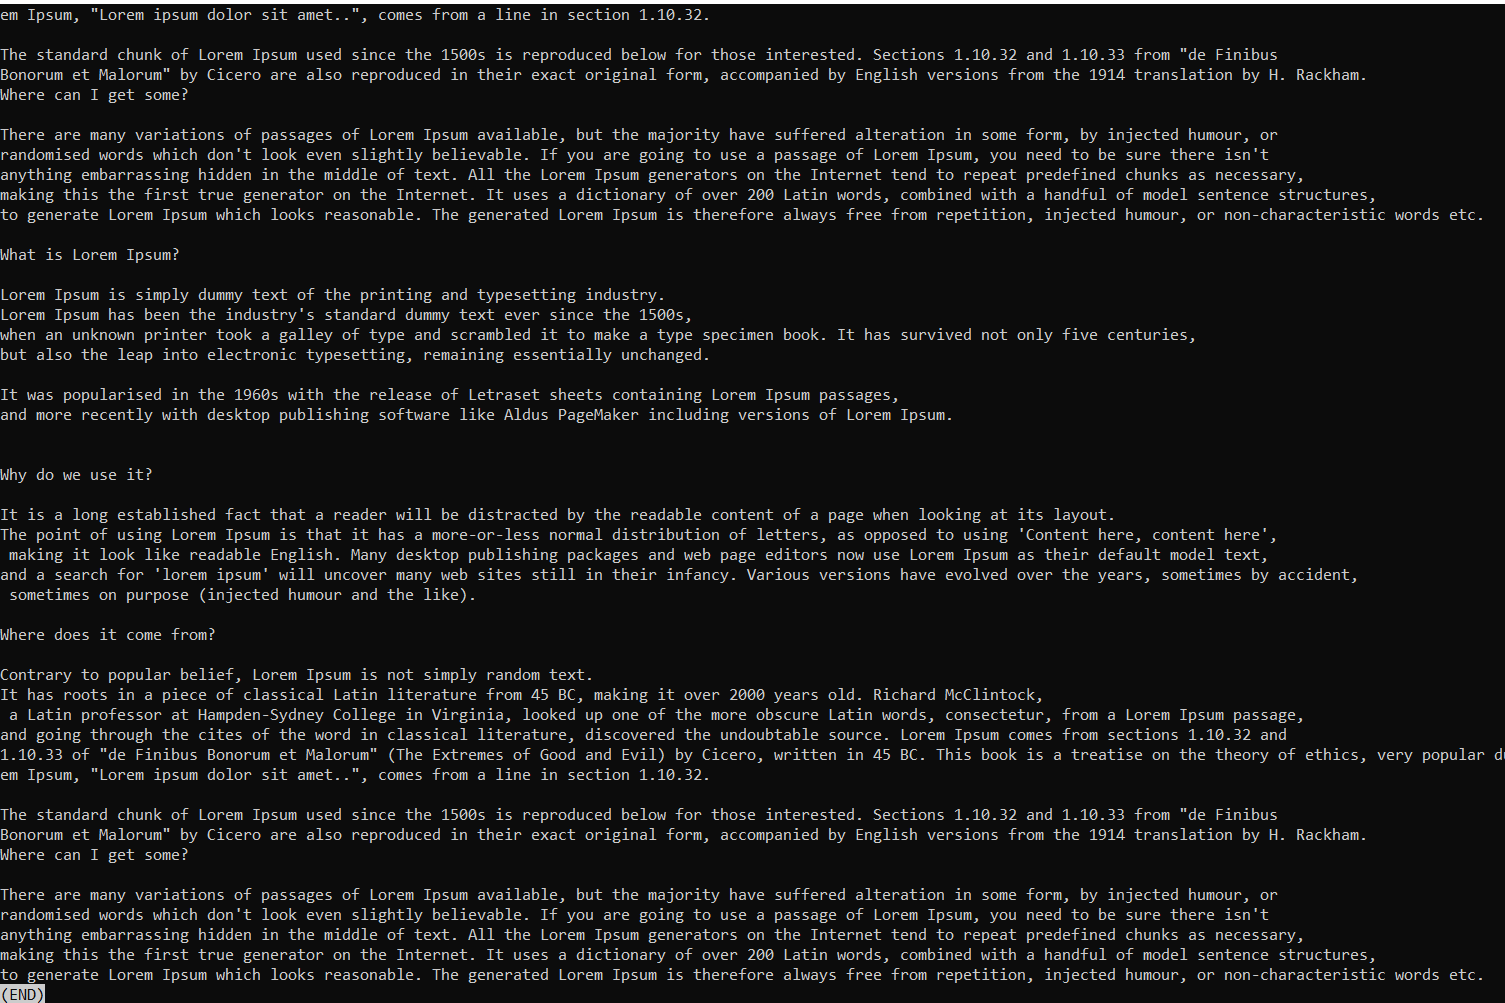 em Ipsum, "Lorem ipsum dolor sit amet..", comes from a line in section 1.10.32.

The standard chunk of Lorem Ipsum used since the 1500s is reproduced below for those interested. Sections 1.10.32 and 1.10.33 from "de Finibus
Bonorum et Malorum" by Cicero are also reproduced in their exact original form, accompanied by English versions from the 1914 translation by H. Rackham.
Where can I get some?

There are many variations of passages of Lorem Ipsum available, but the majority have suffered alteration in some form, by injected humour, or
randomised words which don't look even slightly believable. If you are going to use a passage of Lorem Ipsum, you need to be sure there isn't
anything embarrassing hidden in the middle of text. All the Lorem Ipsum generators on the Internet tend to repeat predefined chunks as necessary,
making this the first true generator on the Internet. It uses a dictionary of over 200 Latin words, combined with a handful of model sentence structures,
to generate Lorem Ipsum which looks reasonable. The generated Lorem Ipsum is therefore always free from repetition, injected humour, or non-characteristic words etc.

What is Lorem Ipsum?

Lorem Ipsum is simply dummy text of the printing and typesetting industry.
Lorem Ipsum has been the industry's standard dummy text ever since the 1500s,
when an unknown printer took a galley of type and scrambled it to make a type specimen book. It has survived not only five centuries,
but also the leap into electronic typesetting, remaining essentially unchanged.

It was popularised in the 1960s with the release of Letraset sheets containing Lorem Ipsum passages,
and more recently with desktop publishing software like Aldus PageMaker including versions of Lorem Ipsum.


Why do we use it?

It is a long established fact that a reader will be distracted by the readable content of a page when looking at its layout.
The point of using Lorem Ipsum is that it has a more-or-less normal distribution of letters, as opposed to using 'Content here, content here',
 making it look like readable English. Many desktop publishing packages and web page editors now use Lorem Ipsum as their default model text,
and a search for 'lorem ipsum' will uncover many web sites still in their infancy. Various versions have evolved over the years, sometimes by accident,
 sometimes on purpose (injected humour and the like).

Where does it come from?

Contrary to popular belief, Lorem Ipsum is not simply random text.
It has roots in a piece of classical Latin literature from 45 BC, making it over 2000 years old. Richard McClintock,
 a Latin professor at Hampden-Sydney College in Virginia, looked up one of the more obscure Latin words, consectetur, from a Lorem Ipsum passage,
and going through the cites of the word in classical literature, discovered the undoubtable source. Lorem Ipsum comes from sections 1.10.32 and
1.10.33 of "de Finibus Bonorum et Malorum" (The Extremes of Good and Evil) by Cicero, written in 45 BC. This book is a treatise on the theory of ethics, very popular
em Ipsum, "Lorem ipsum dolor sit amet..", comes from a line in section 1.10.32.

The standard chunk of Lorem Ipsum used since the 1500s is reproduced below for those interested. Sections 1.10.32 and 1.10.33 from "de Finibus
Bonorum et Malorum" by Cicero are also reproduced in their exact original form, accompanied by English versions from the 1914 translation by H. Rackham.
Where can I get some?

There are many variations of passages of Lorem Ipsum available, but the majority have suffered alteration in some form, by injected humour, or
randomised words which don't look even slightly believable. If you are going to use a passage of Lorem Ipsum, you need to be sure there isn't
anything embarrassing hidden in the middle of text. All the Lorem Ipsum generators on the Internet tend to repeat predefined chunks as necessary,
making this the first true generator on the Internet. It uses a dictionary of over 200 Latin words, combined with a handful of model sentence structures,
to generate Lorem Ipsum which looks reasonable. The generated Lorem Ipsum is therefore always free from repetition, injected humour, or non-characteristic words etc.
(END)